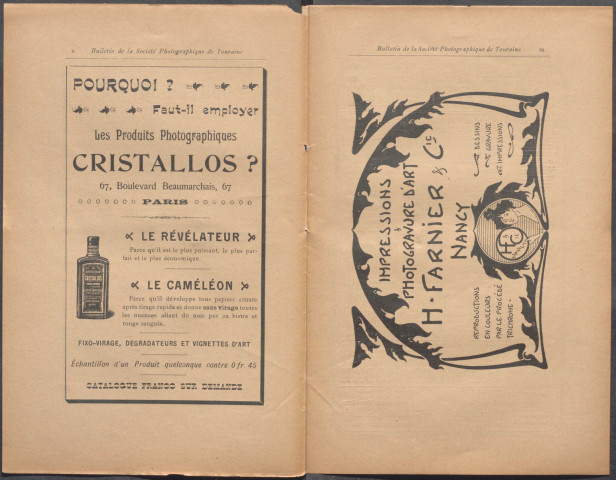 Bulletin de la Société Photographique de Touraine
POURQUOI ?
Faut-il employer
Les Produits Photographiques
CRISTALLOS ?
67, Boulevard Beaumarchais, 67
PARIS
LE RÉVÉLATEUR
Parce qu'il est le plus puissant, le plus par-
fait et le plus économique.
LE CAMÉLÉON
Parce qu'il développe tous papiers citrate
après tirage rapide et donne sans virage toutes
les nuances allant du noir pur au bistre et
rouge sanguin.
CRISTALLOS
FIXO-VIRAGE, DEGRADATEURS ET VIGNETTES D'ART
Échantillon d'un Produit quelconque contre 0 fr 45
CATALOGUE FRANCO SUR DEMANDE
Bulletin de la Société Photographique de Touraine
IMPRESSIONS
&
PHOTOGRAVURE D'ART
H. FARNIER & Cie
NANCY
REPRODUCTIONS
EN COULEURS
PAR LE PROCÉDÉ
TRICHROME.
DESSINS
GRAVURE
ET IMPRESSIONS